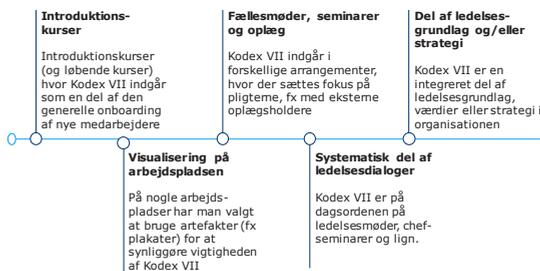 Introduktions-
kurser
Introduktionskurser
(og løbende kurser)
hvor Kodex VII indgår
som en del af den
generelle onboarding
af nye medarbejdere
Visualisering på
arbejdspladsen
På nogle arbejds-
pladser har man valgt
at bruge artefakter (fx
plakater) for at
synliggøre vigtigheden
af Kodex VII
Fællesmøder, seminarer
og oplæg
Kodex VII indgår i
forskellige arrangementer,
hvor der sættes fokus på
pligterne, fx med eksterne
oplægsholdere
Systematisk del af
ledelsesdialoger
Kodex VII er på
dagsordenen på
ledelsesmøder, chef-
seminarer og lign.
Del af ledelses-
grundlag og/eller
strategi
Kodex VII er en
integreret del af
ledelsesgrundlag,
værdier eller strategi i
organisationen